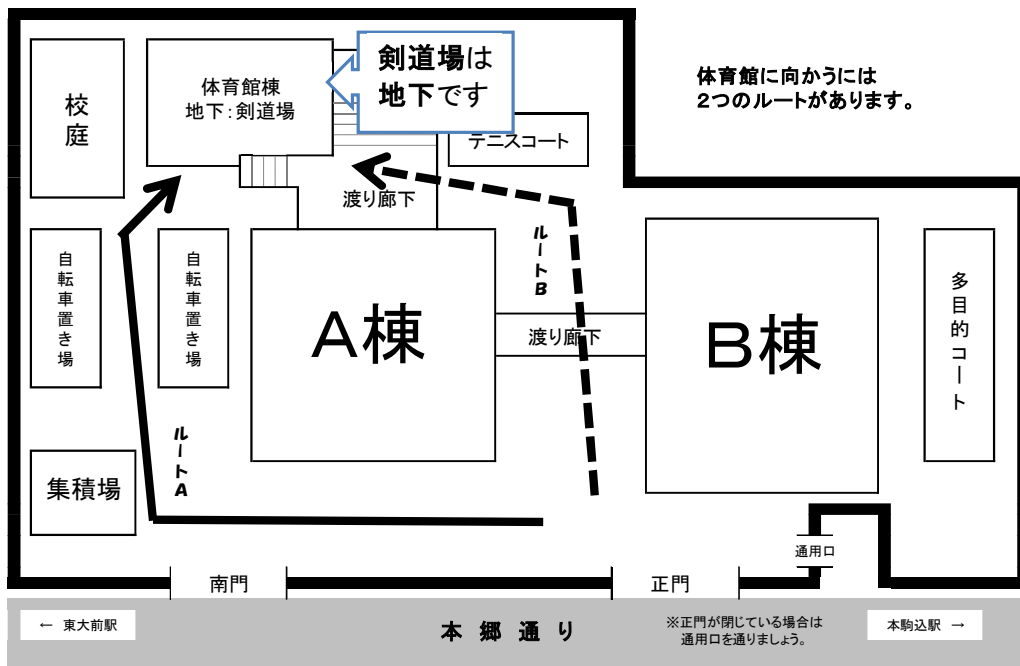 校庭
体育館棟
地下：剣道場
剣道場は
地下です
テニスコート
体育館に向かうには
２つのルートがあります。
渡り廊下
自転車置き場
自転車置き場
ルートB
A棟
渡り廊下
B棟
多目的コート
ルートA
集積場
通用口
南門
正門
← 東大前駅
本郷通り
※正門が閉じている場合は
通用口を通りましょう。
本駒込駅 →